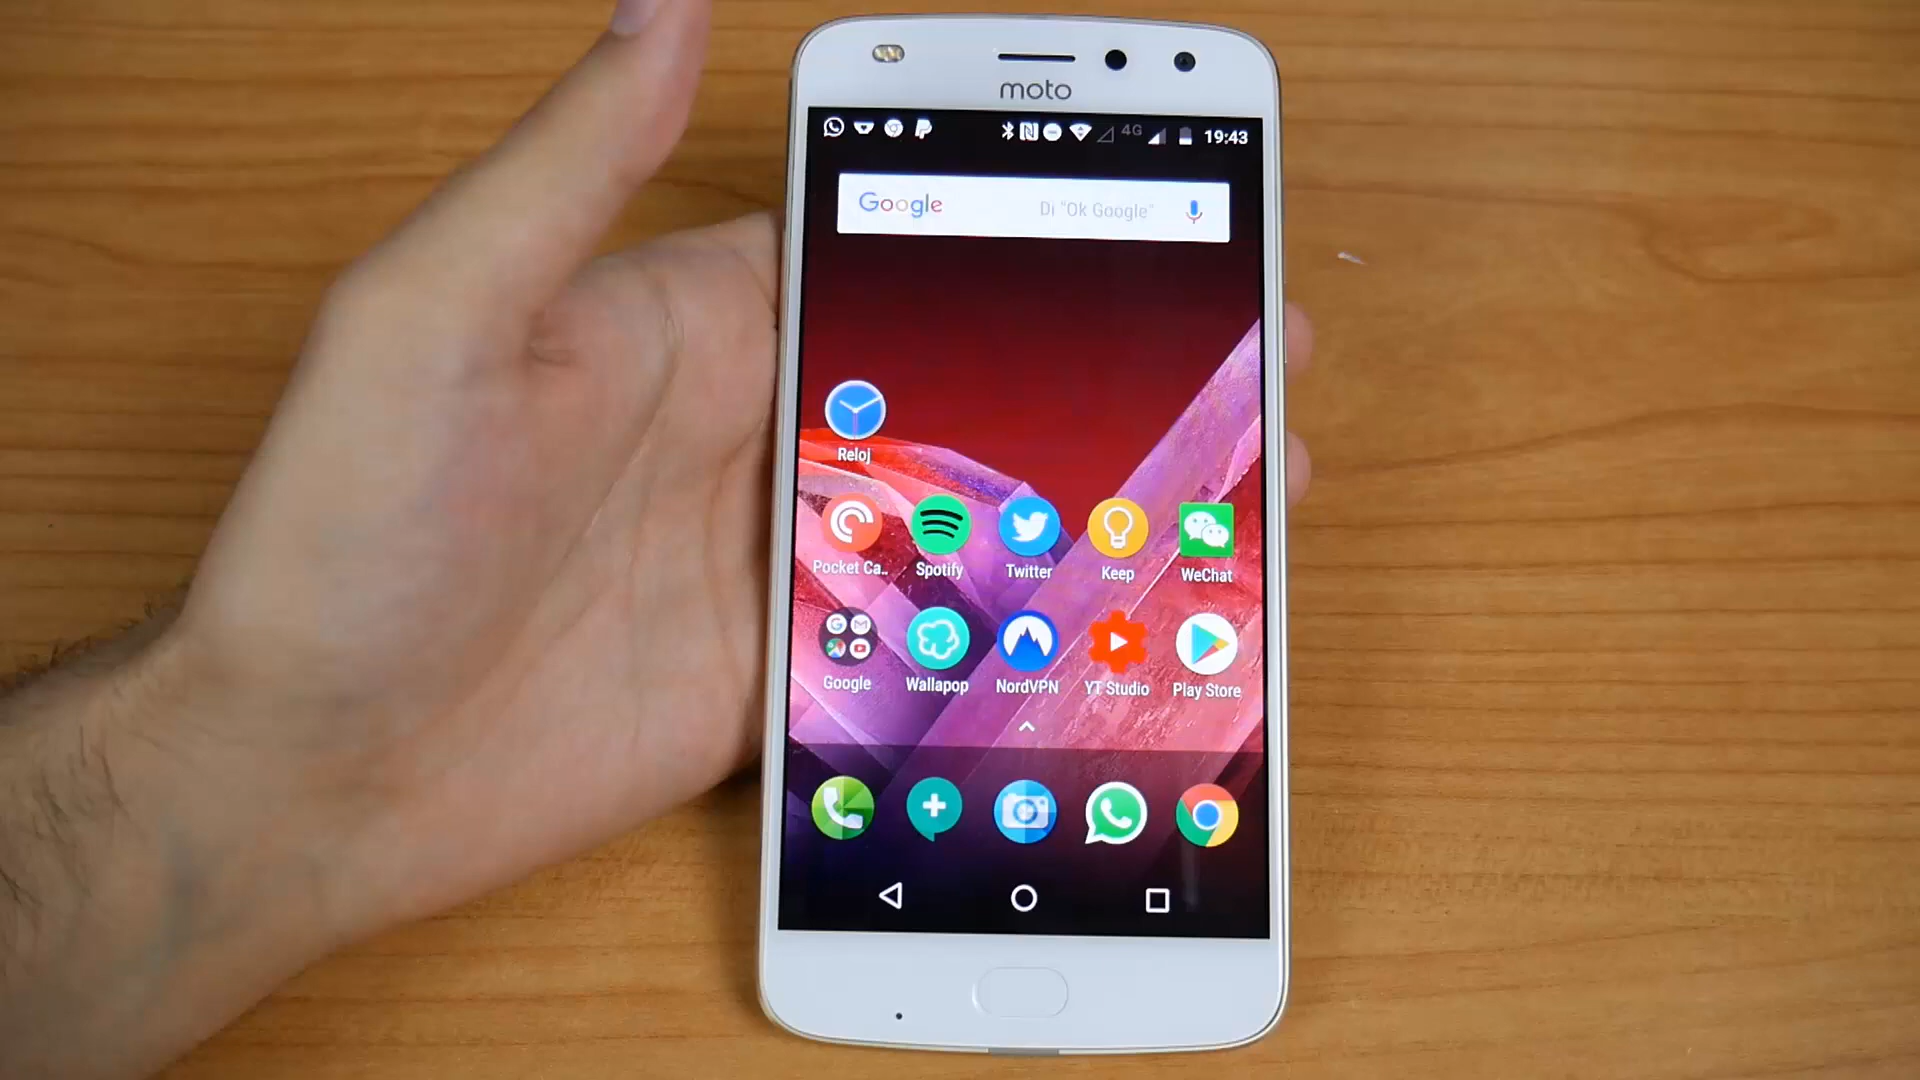 moto
4G 19:43
Google Di "Ok Google"
Reloj
Pocket Ca.. Spotify Twitter Keep WeChat
Google Wallapop NordVPN YT Studio Play Store